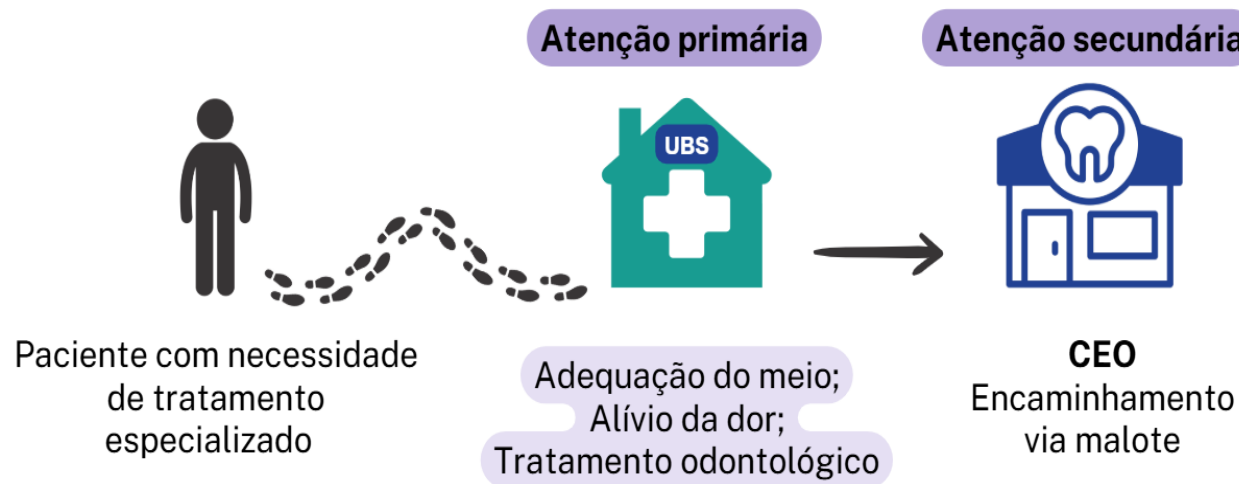 Atenção primária
Atenção secundária
UBS
Paciente com necessidade
de tratamento
especializado
Adequação do meio;
Alívio da dor;
Tratamento odontológico
CEO
Encaminhamento
via malote